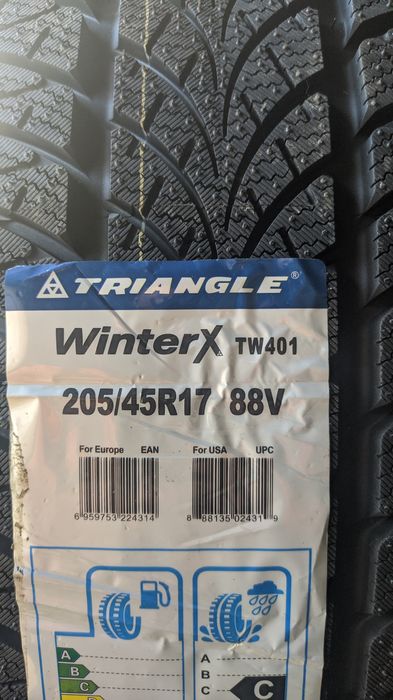 TRIANGLE®
WinterX TW401
205/45R17 88V
For Europe EAN For USA UPC
6 959753 224314 8 88135 02431 9
A A
B B
C C C